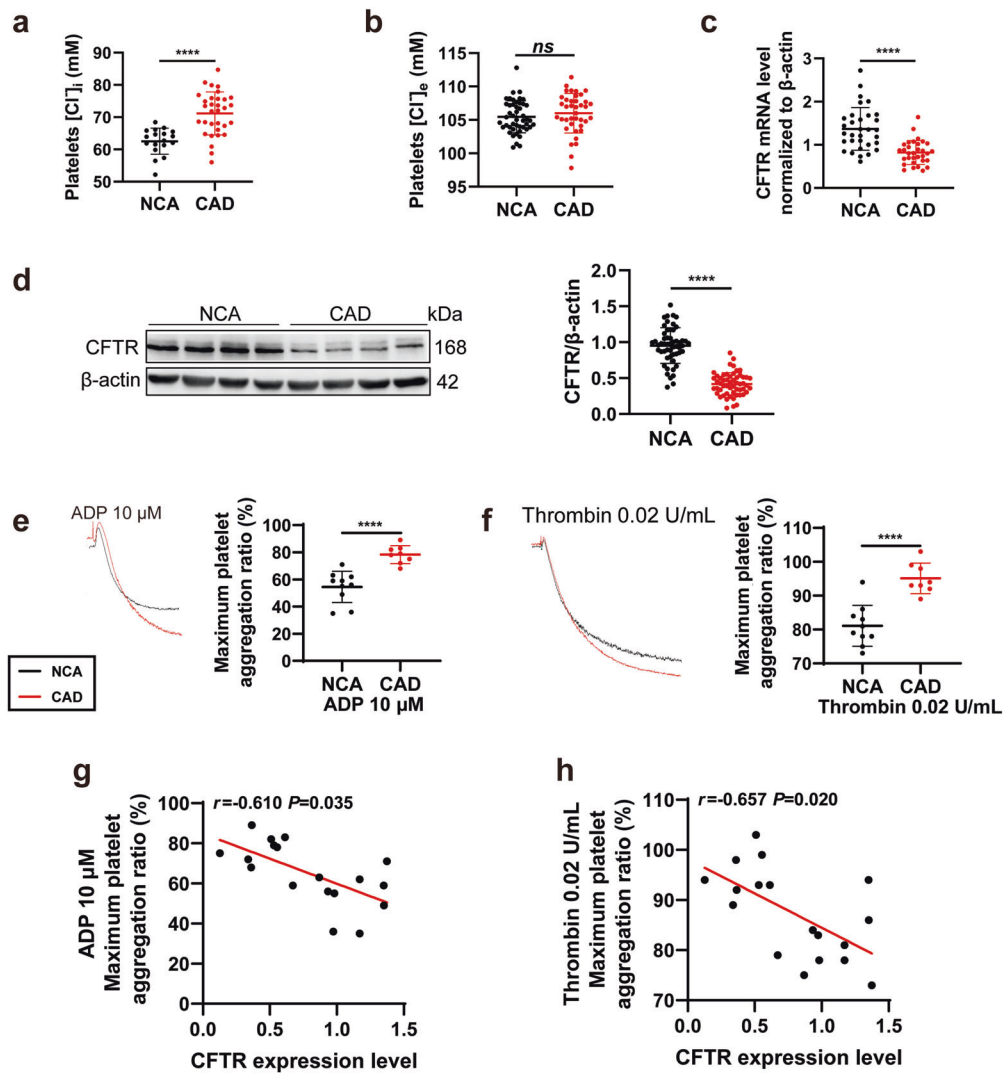 a
Platelets [Cl-]i (mM)
90
80
70
60
50
****
NCA
CAD
b
Platelets [Cl-]e (mM)
115
110
105
100
95
ns
NCA
CAD
c
CFTR mRNA level
normalized to β-actin
3
2
1
0
****
NCA
CAD
d
NCA
CAD
kDa
CFTR
168
β-actin
42
CFTR/β-actin
2.0
1.5
1.0
0.5
0.0
****
NCA
CAD
e
ADP 10 μM
NCA
CAD
Maximum platelet
aggregation ratio (%)
100
80
60
40
20
0
****
NCA
CAD
ADP 10 μM
f
Thrombin 0.02 U/mL
Maximum platelet
aggregation ratio (%)
110
100
90
80
70
****
NCA
CAD
Thrombin 0.02 U/mL
g
r=-0.610 P=0.035
ADP 10 μM
Maximum platelet
aggregation ratio (%)
100
80
60
40
20
0
0.0
0.5
1.0
1.5
CFTR expression level
h
r=-0.657 P=0.020
Thrombin 0.02 U/mL
Maximum platelet
aggregation ratio (%)
110
100
90
80
70
0.0
0.5
1.0
1.5
CFTR expression level